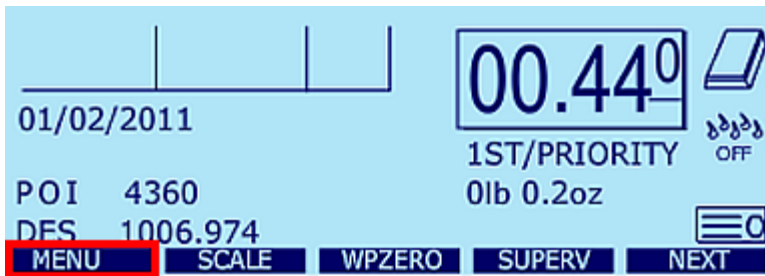 00.440
01/02/2011
1ST/PRIORITY
OFF
POI 4360
0lb 0.2oz
DES 1006.974
0
MENU SCALE WPZERO SUPERV NEXT